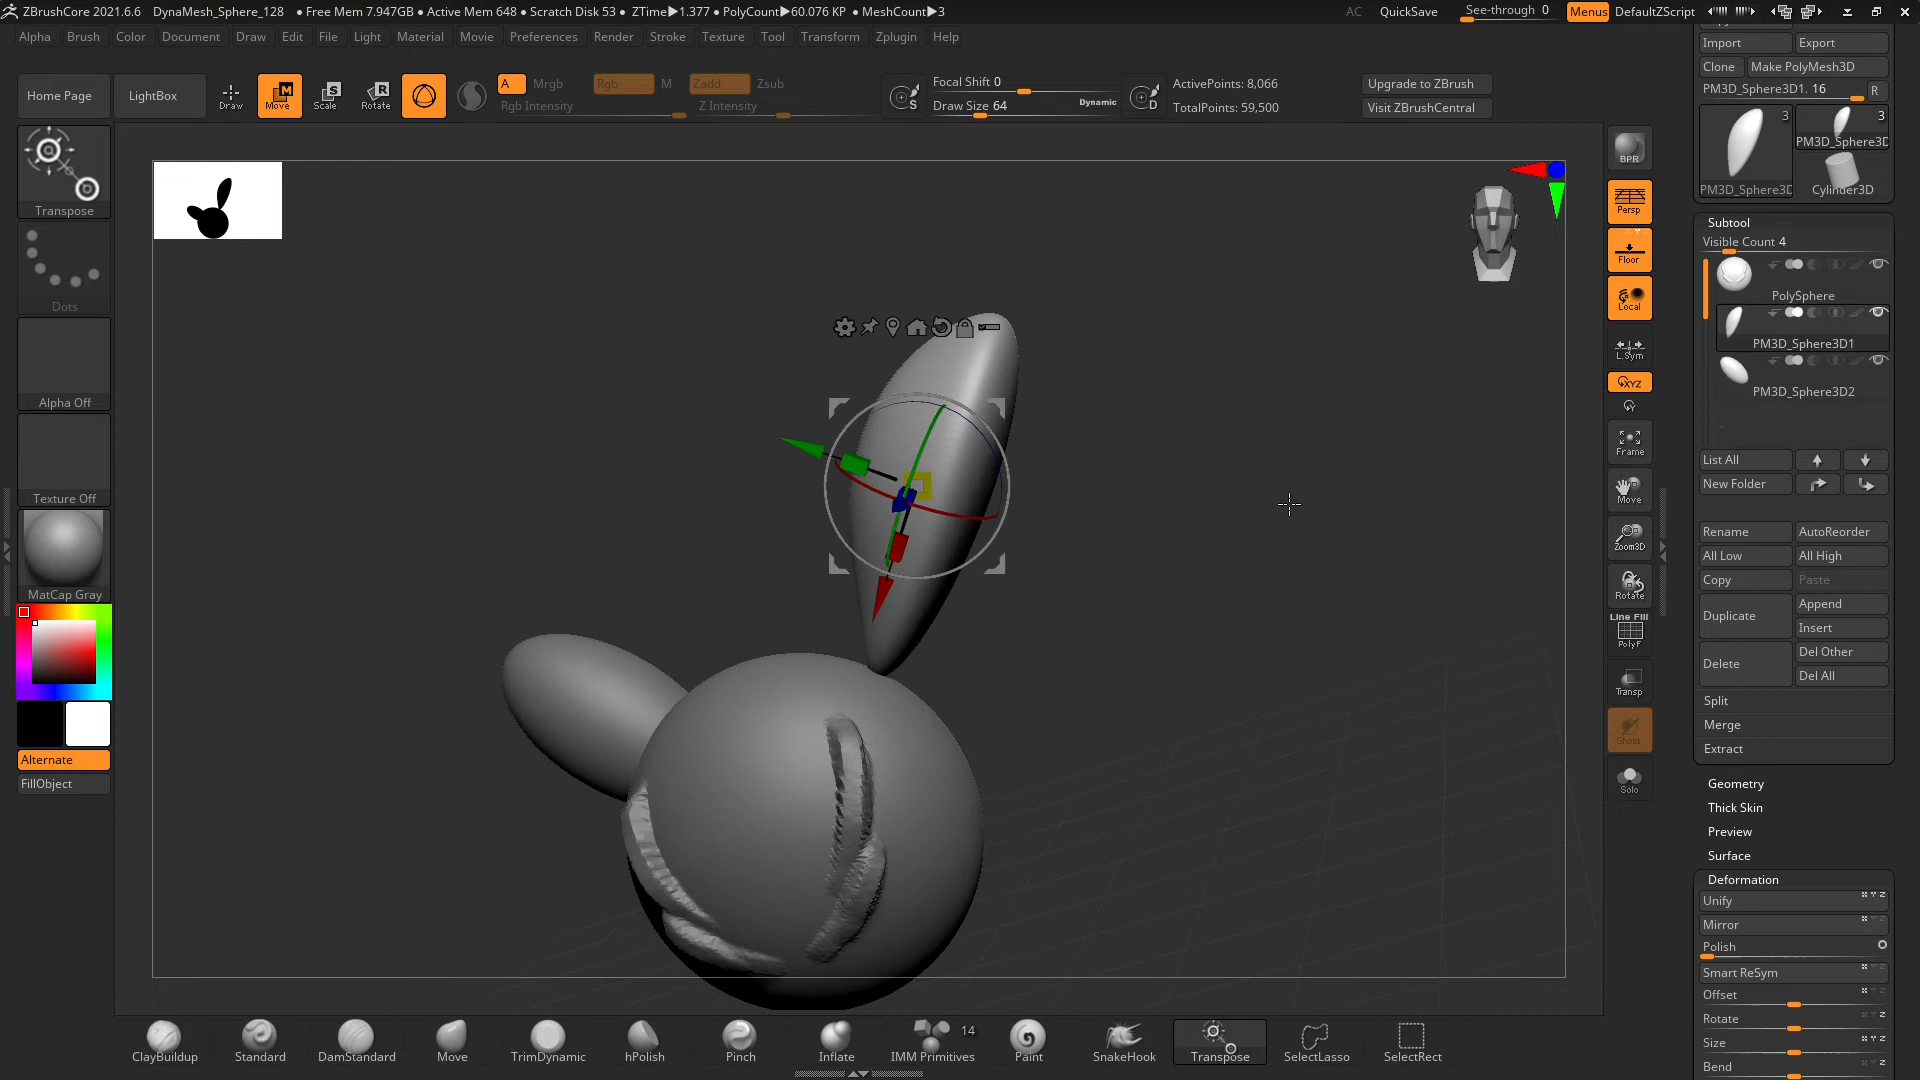 ZBrushCore 2021.6.6 DynaMesh_Sphere_128 • Free Mem 7.947GB • Active Mem 648 • Scratch Disk 53 • ZTime▶1.377 • PolyCount▶60.076 KP • MeshCount▶3 AC QuickSave See-through 0 Menus DefaultZScript
Alpha Brush Color Document Draw Edit File Light Material Movie Preferences Render Stroke Texture Tool Transform Zplugin Help
Import Export
Clone Make PolyMesh3D
PM3D_Sphere3D1. 16 R
Home Page LightBox Draw Move Scale Rotate
A Mrgb Rgb M Zadd Zsub
Rgb Intensity Z Intensity
Focal Shift 0
Draw Size 64 Dynamic
S D
ActivePoints: 8,066
TotalPoints: 59,500
Upgrade to ZBrush
Visit ZBrushCentral
3 3
PM3D_Sphere3D
PM3D_Sphere3D Cylinder3D
Transpose
Dots
Alpha Off
Texture Off
MatCap Gray
Alternate
FillObject
BPR
Persp
Floor
Local
L.Sym
XYZ
Frame
Move
Zoom3D
Rotate
Line Fill
PolyF
Transp
Ghost
Solo
Subtool
Visible Count 4
PolySphere
PM3D_Sphere3D1
PM3D_Sphere3D2
List All
New Folder
Rename AutoReorder
All Low All High
Copy Paste
Duplicate Append
Insert
Delete Del Other
Del All
Split
Merge
Extract
Geometry
Thick Skin
Preview
Surface
Deformation
Unify
Mirror
Polish
Smart ReSym
Offset
Rotate
Size
Bend
14
ClayBuildup Standard DamStandard Move TrimDynamic hPolish Pinch Inflate IMM Primitives Paint SnakeHook Transpose SelectLasso SelectRect